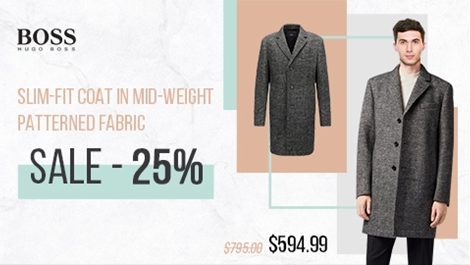 BOSS
HUGO BOSS
SLIM-FIT COAT IN MID-WEIGHT
PATTERNED FABRIC
SALE - 25%
$795.00 $594.99